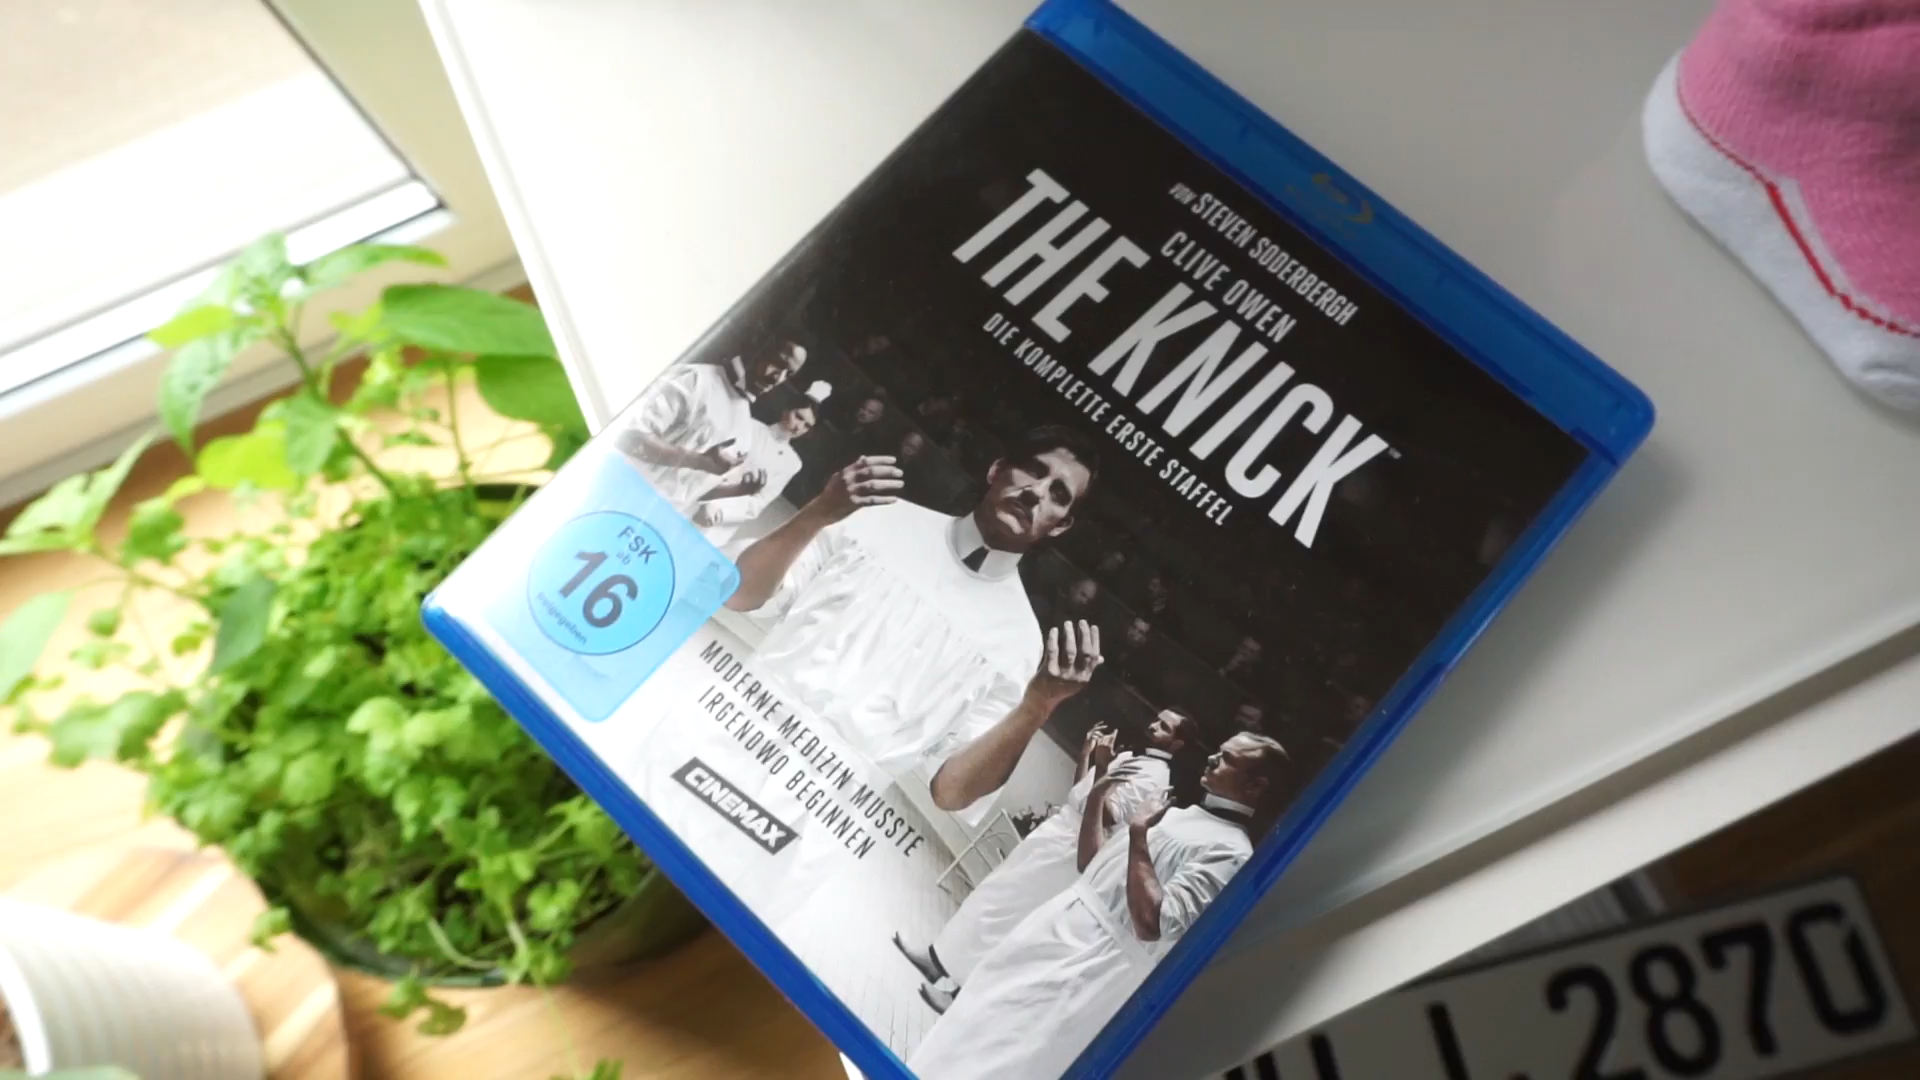 VON STEVEN SODERBERGH
CLIVE OWEN
THE KNICK™
DIE KOMPLETTE ERSTE STAFFEL
FSK
ab
16
freigegeben
MODERNE MEDIZIN MUSSTE
IRGENDWO BEGINNEN
CINEMAX
2870